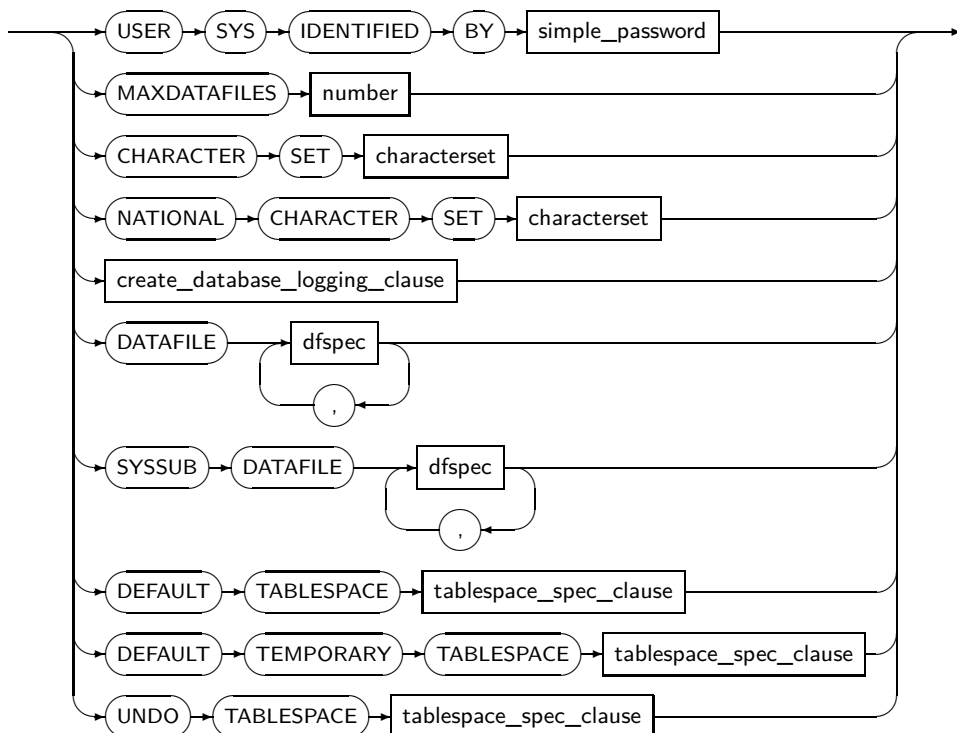 USER SYS IDENTIFIED BY simple_password
MAXDATAFILES number
CHARACTER SET characterset
NATIONAL CHARACTER SET characterset
create_database_logging_clause
DATAFILE dfspec
,
SYSSUB DATAFILE dfspec
,
DEFAULT TABLESPACE tablespace_spec_clause
DEFAULT TEMPORARY TABLESPACE tablespace_spec_clause
UNDO TABLESPACE tablespace_spec_clause